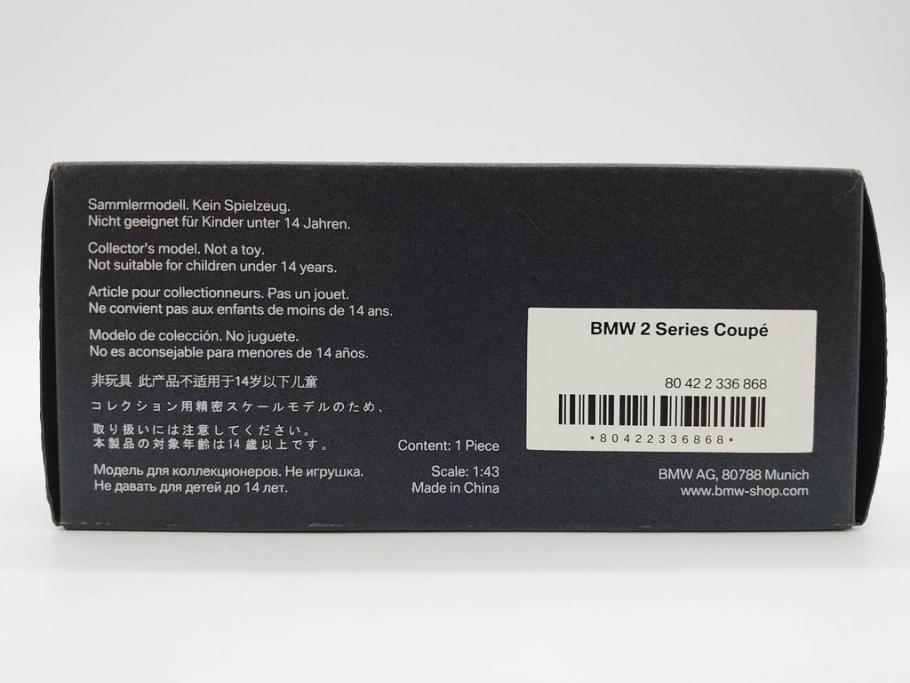 Sammlermodell. Kein Spielzeug.
Nicht geeignet für Kinder unter 14 Jahren.
Collector's model. Not a toy.
Not suitable for children under 14 years.
Article pour collectionneurs. Pas un jouet.
Ne convient pas aux enfants de moins de 14 ans.
Modelo de colección. No juguete.
No es aconsejable para menores de 14 años.
非玩具 此产品不适用于14岁以下儿童
コレクション用精密スケールモデルのため、
取り扱いには注意してください。
本製品の対象年齢は14歳以上です。
Модель для коллекционеров. Не игрушка.
Не давать для детей до 14 лет.
Content: 1 Piece
Scale: 1:43
Made in China
BMW 2 Series Coupé
80 42 2 336 868
*80422336868*
BMW AG, 80788 Munich
www.bmw-shop.com